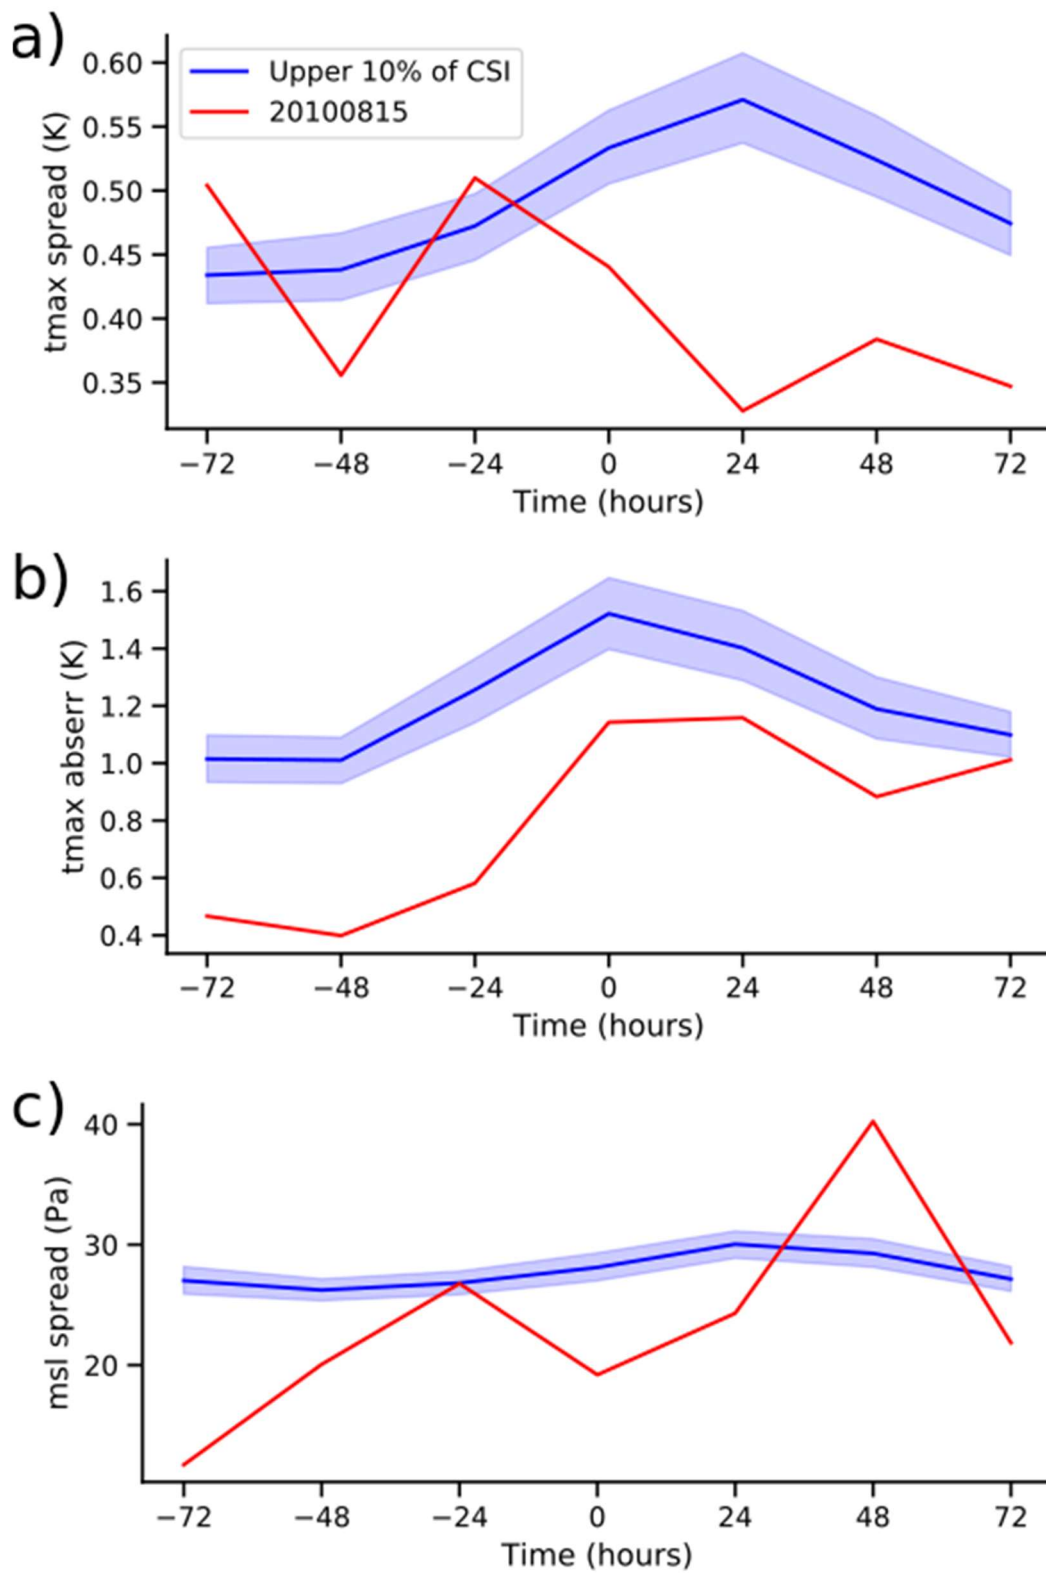 a)
tmax spread (K)
0.60
0.55
0.50
0.45
0.40
0.35
Upper 10% of CSI
20100815
−72 −48 −24 0 24 48 72
Time (hours)
b)
tmax abserr (K)
1.6
1.4
1.2
1.0
0.8
0.6
0.4
−72 −48 −24 0 24 48 72
Time (hours)
c)
msl spread (Pa)
40
30
20
−72 −48 −24 0 24 48 72
Time (hours)